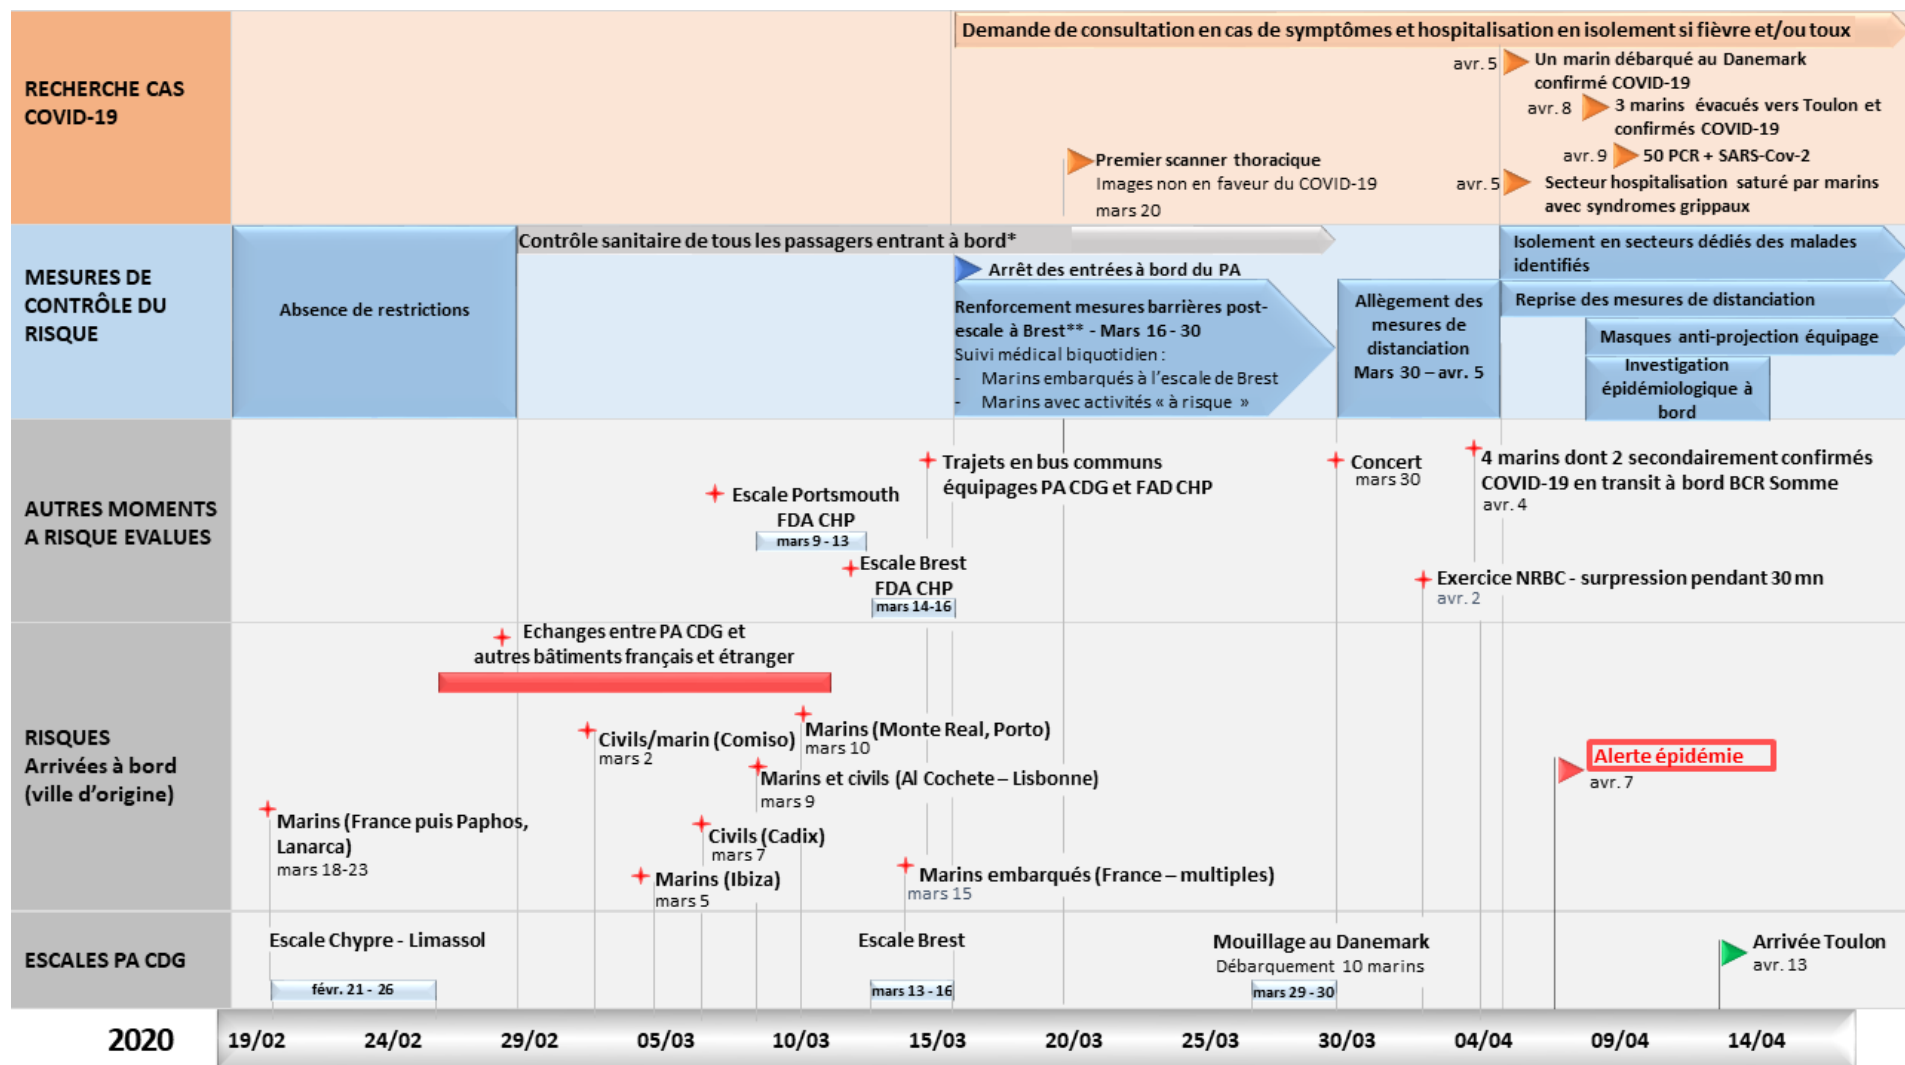 Demande de consultation en cas de symptômes et hospitalisation en isolement si fièvre et/ou toux
RECHERCHE CAS
COVID-19
avr. 5
Un marin débarqué au Danemark
confirmé COVID-19
avr. 8
3 marins évacués vers Toulon et
confirmés COVID-19
avr. 9
50 PCR + SARS-Cov-2
Premier scanner thoracique
Images non en faveur du COVID-19
mars 20
avr. 5
Secteur hospitalisation saturé par marins
avec syndromes grippaux
MESURES DE
CONTRÔLE DU
RISQUE
Absence de restrictions
Contrôle sanitaire de tous les passagers entrant à bord*
Arrêt des entrées à bord du PA
Renforcement mesures barrières post-
escale à Brest** - Mars 16 - 30
Suivi médical biquotidien :
- Marins embarqués à l'escale de Brest
- Marins avec activités « à risque »
Allègement des
mesures de
distanciation
Mars 30 – avr. 5
Isolement en secteurs dédiés des malades
identifiés
Reprise des mesures de distanciation
Masques anti-projection équipage
Investigation
épidémiologique à
bord
AUTRES MOMENTS
A RISQUE EVALUES
Escale Portsmouth
FDA CHP
mars 9 - 13
Escale Brest
FDA CHP
mars 14-16
Trajets en bus communs
équipages PA CDG et FAD CHP
Concert
mars 30
4 marins dont 2 secondairement confirmés
COVID-19 en transit à bord BCR Somme
avr. 4
Exercice NRBC - surpression pendant 30 mn
avr. 2
RISQUES
Arrivées à bord
(ville d'origine)
Echanges entre PA CDG et
autres bâtiments français et étranger
Civils/marin (Comiso)
mars 2
Marins (Monte Real, Porto)
mars 10
Marins et civils (Al Cochete – Lisbonne)
mars 9
Marins (France puis Paphos,
Lanarca)
mars 18-23
Civils (Cadix)
mars 7
Marins (Ibiza)
mars 5
Marins embarqués (France – multiples)
mars 15
Alerte épidémie
avr. 7
ESCALES PA CDG
Escale Chypre - Limassol
févr. 21 - 26
Escale Brest
mars 13 - 16
Mouillage au Danemark
Débarquement 10 marins
mars 29 - 30
Arrivée Toulon
avr. 13
2020
19/02 24/02 29/02 05/03 10/03 15/03 20/03 25/03 30/03 04/04 09/04 14/04